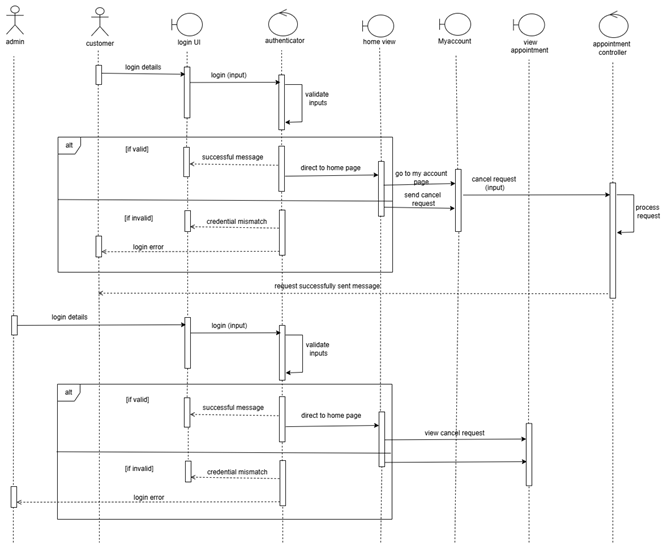 admin
customer
login UI
authenticator
home view
Myaccount
view
appointment
appointment
controller
login details
login (input)
validate
inputs
alt
[if valid]
successful message
direct to home page
go to my account
page
cancel request
(input)
send cancel
request
process
request
[if invalid]
credential mismatch
login error
request successfully sent message
login details
login (input)
validate
inputs
alt
[if valid]
successful message
direct to home page
view cancel request
[if invalid]
credential mismatch
login error